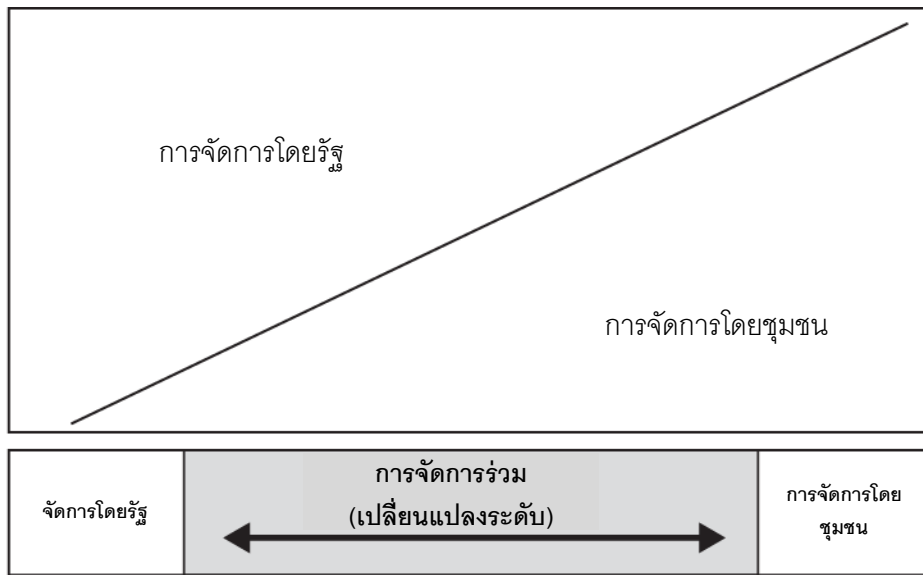 การจัดการโดยรัฐ
การจัดการโดยชุมชน
จัดการโดยรัฐ
การจัดการร่วม
(เปลี่ยนแปลงระดับ)
การจัดการโดย
ชุมชน